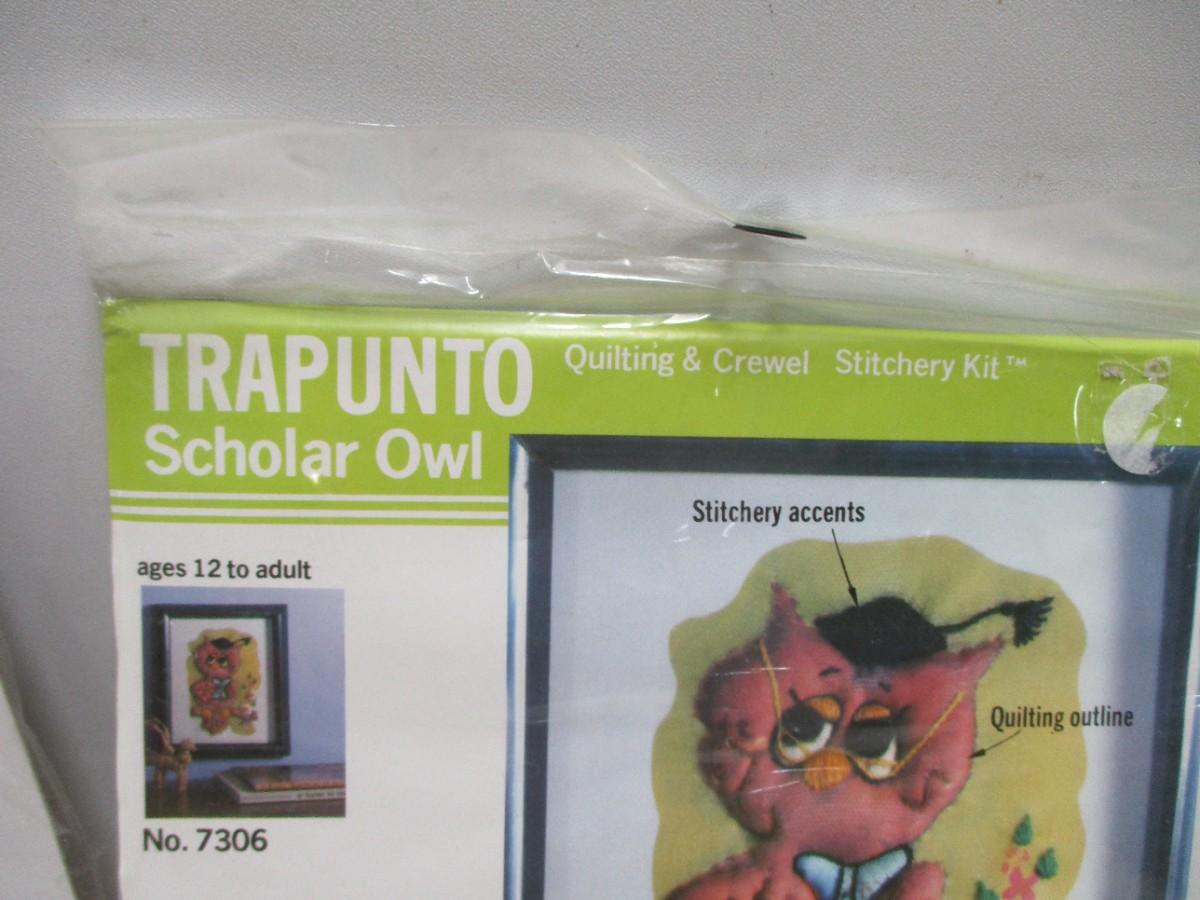 TRAPUNTO
Quilting & Crewel Stitchery Kit™
Scholar Owl
Stitchery accents
ages 12 to adult
Quilting outline
No. 7306